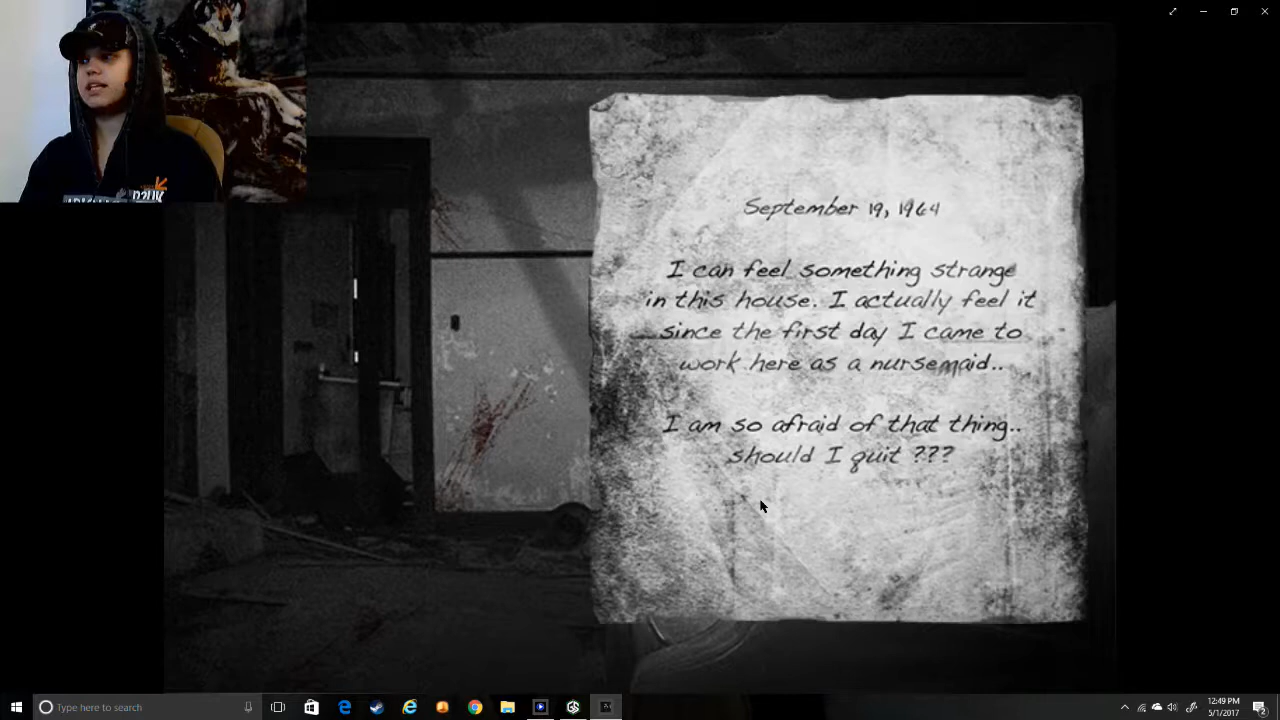 September 19, 1964
I can feel something strange
in this house. I actually feel it
since the first day I came to
work here as a nursemaid..
I am so afraid of that thing..
should I quit ???
Type here to search
12:49 PM
5/1/2017